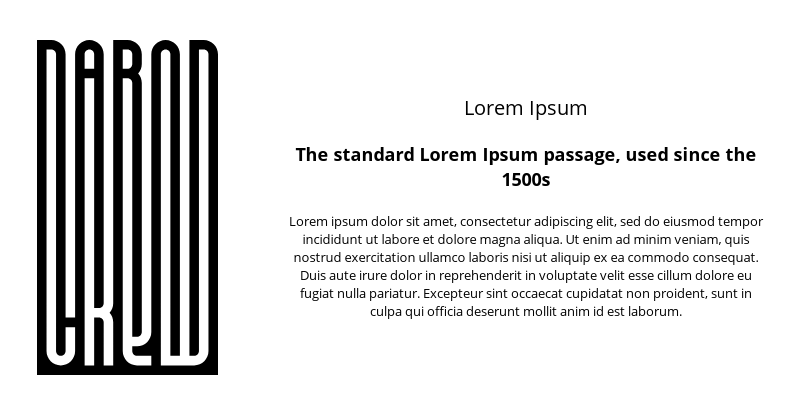 NAROD
CREW
Lorem Ipsum
The standard Lorem Ipsum passage, used since the
1500s
Lorem ipsum dolor sit amet, consectetur adipiscing elit, sed do eiusmod tempor
incididunt ut labore et dolore magna aliqua. Ut enim ad minim veniam, quis
nostrud exercitation ullamco laboris nisi ut aliquip ex ea commodo consequat.
Duis aute irure dolor in reprehenderit in voluptate velit esse cillum dolore eu
fugiat nulla pariatur. Excepteur sint occaecat cupidatat non proident, sunt in
culpa qui officia deserunt mollit anim id est laborum.